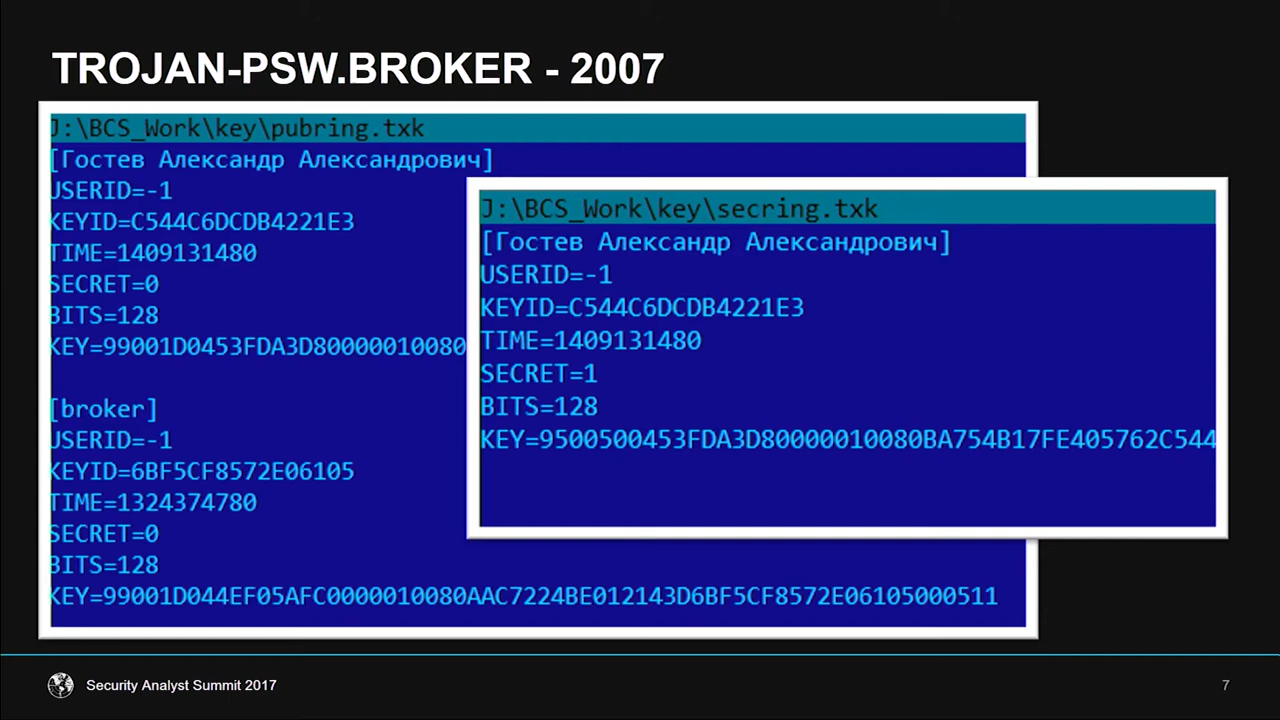 TROJAN-PSW.BROKER - 2007
J:\BCS_Work\key\pubring.txk
[Гостев Александр Александрович]
USERID=-1
KEYID=C544C6DCDB4221E3
TIME=1409131480
SECRET=0
BITS=128
KEY=99001D0453FDA3D80000010080
[broker]
USERID=-1
KEYID=6BF5CF8572E06105
TIME=1324374780
SECRET=0
BITS=128
KEY=99001D044EF05AFC0000010080AAC7224BE012143D6BF5CF8572E06105000511
J:\BCS_Work\key\secring.txk
[Гостев Александр Александрович]
USERID=-1
KEYID=C544C6DCDB4221E3
TIME=1409131480
SECRET=1
BITS=128
KEY=9500500453FDA3D80000010080BA754B17FE405762C544
Security Analyst Summit 2017
7